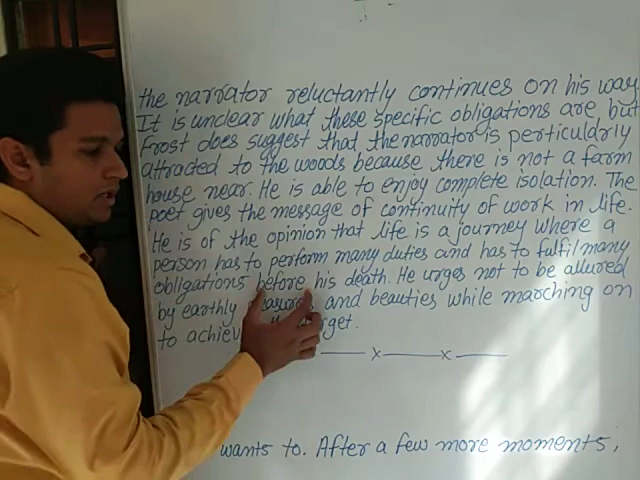 the narrator reluctantly continues on his way
It is unclear what these specific obligations are but
Frost does suggest that the narrator is perticuldrly
attracted to the woods because there is not a farm
house near. He is able to enjoy complete isolation. The
poet gives the message of continuity of work in life.
He is of the opinion that life is a journey where a
person has to perform many duties and has to fulfil many
obligations before his death. He urges not to be allured
by earthly and beauties while marching on
to
x x
wants to. After a few more moments,